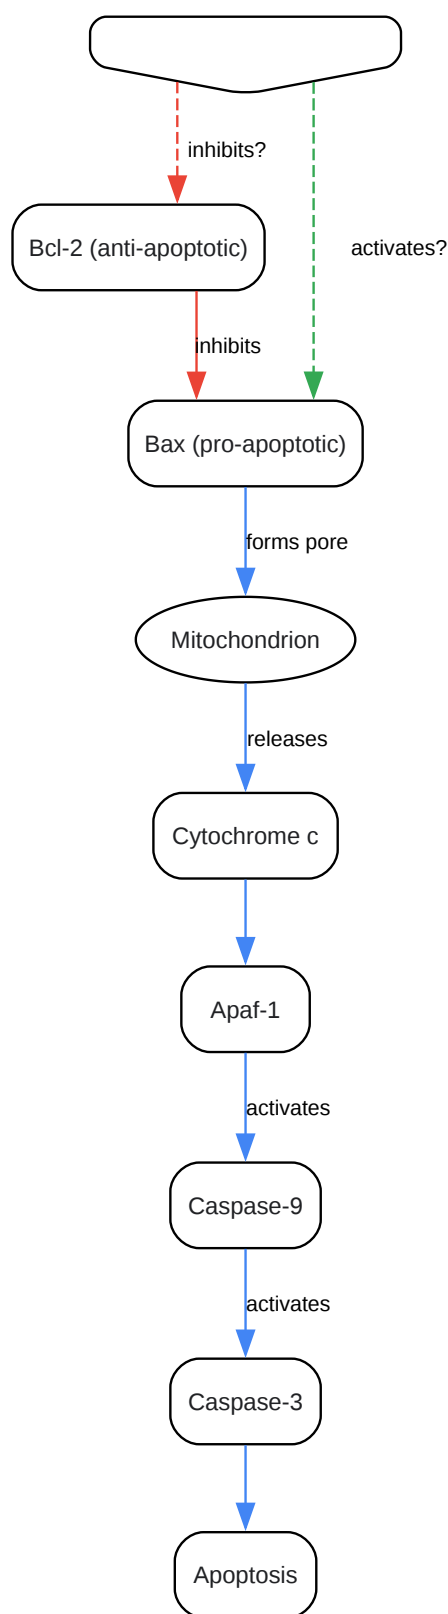 inhibits?
Bcl-2 (anti-apoptotic)
activates?
inhibits
Bax (pro-apoptotic)
forms pore
Mitochondrion
releases
Cytochrome c
Apaf-1
activates
Caspase-9
activates
Caspase-3
Apoptosis